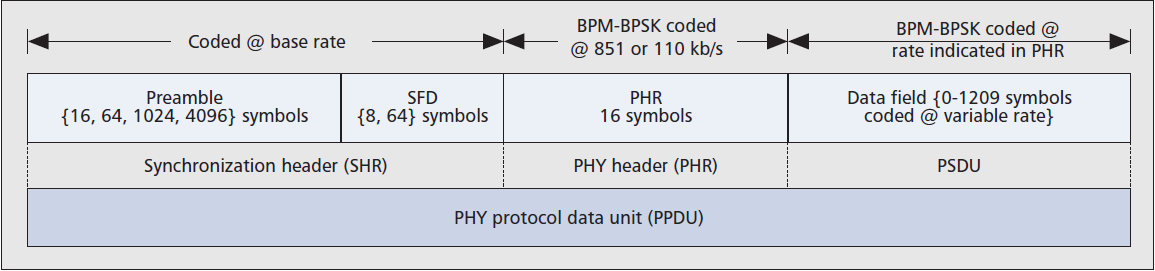 Coded @ base rate
BPM-BPSK coded
@ 851 or 110 kb/s
BPM-BPSK coded @
rate indicated in PHR
Preamble
{16, 64, 1024, 4096} symbols
SFD
{8, 64} symbols
PHR
16 symbols
Data field {0-1209 symbols
coded @ variable rate}
Synchronization header (SHR)
PHY header (PHR)
PSDU
PHY protocol data unit (PPDU)